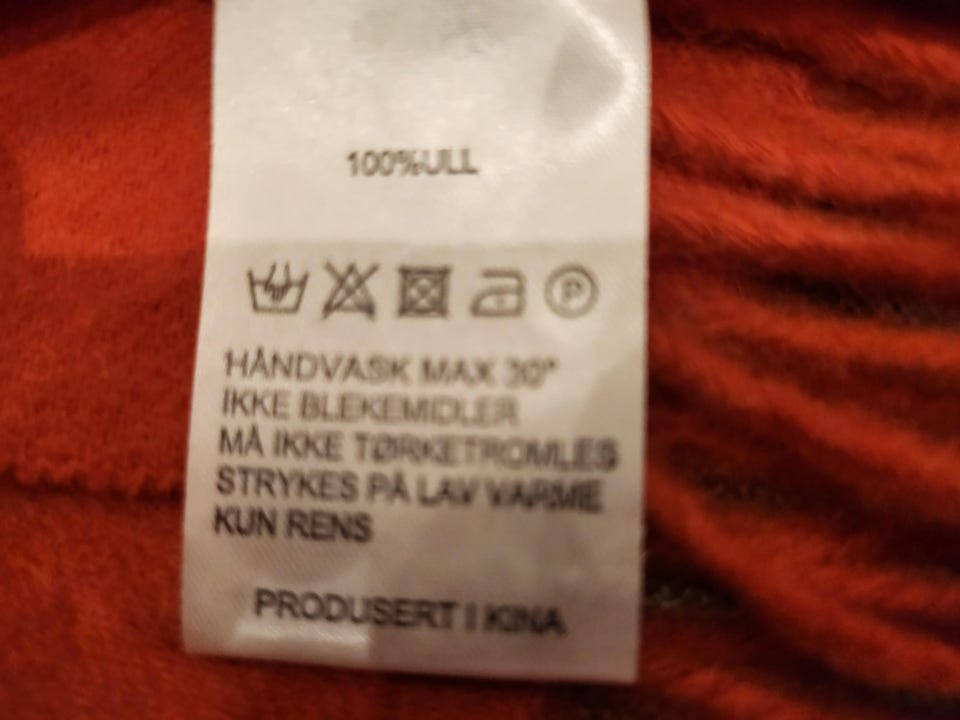 100%ULL
P
HÅNDVASK MAX 30°
IKKE BLEKEMIDLER
MÅ IKKE TØRKETROMLES
STRYKES PÅ LAV VARME
KUN RENS
PRODUSERT I KINA